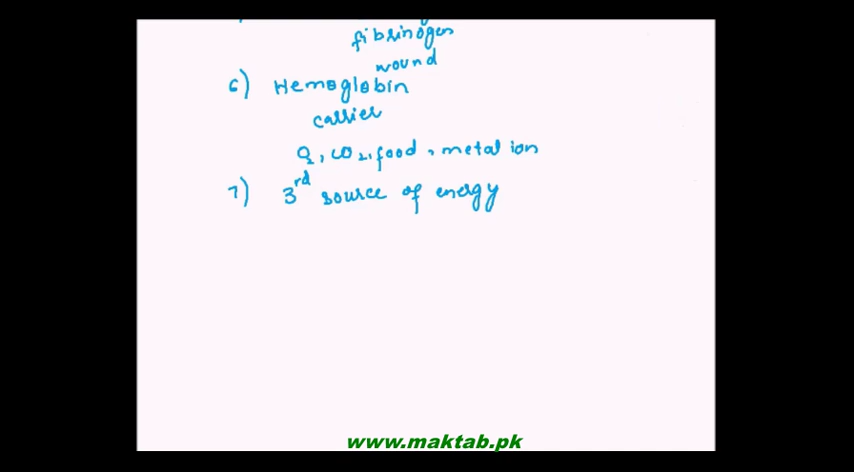 fibrinogen
wound
6) Hemoglobin
carrier
O2, CO2, food, metal ion
7) 3rd source of energy
www.maktab.pk